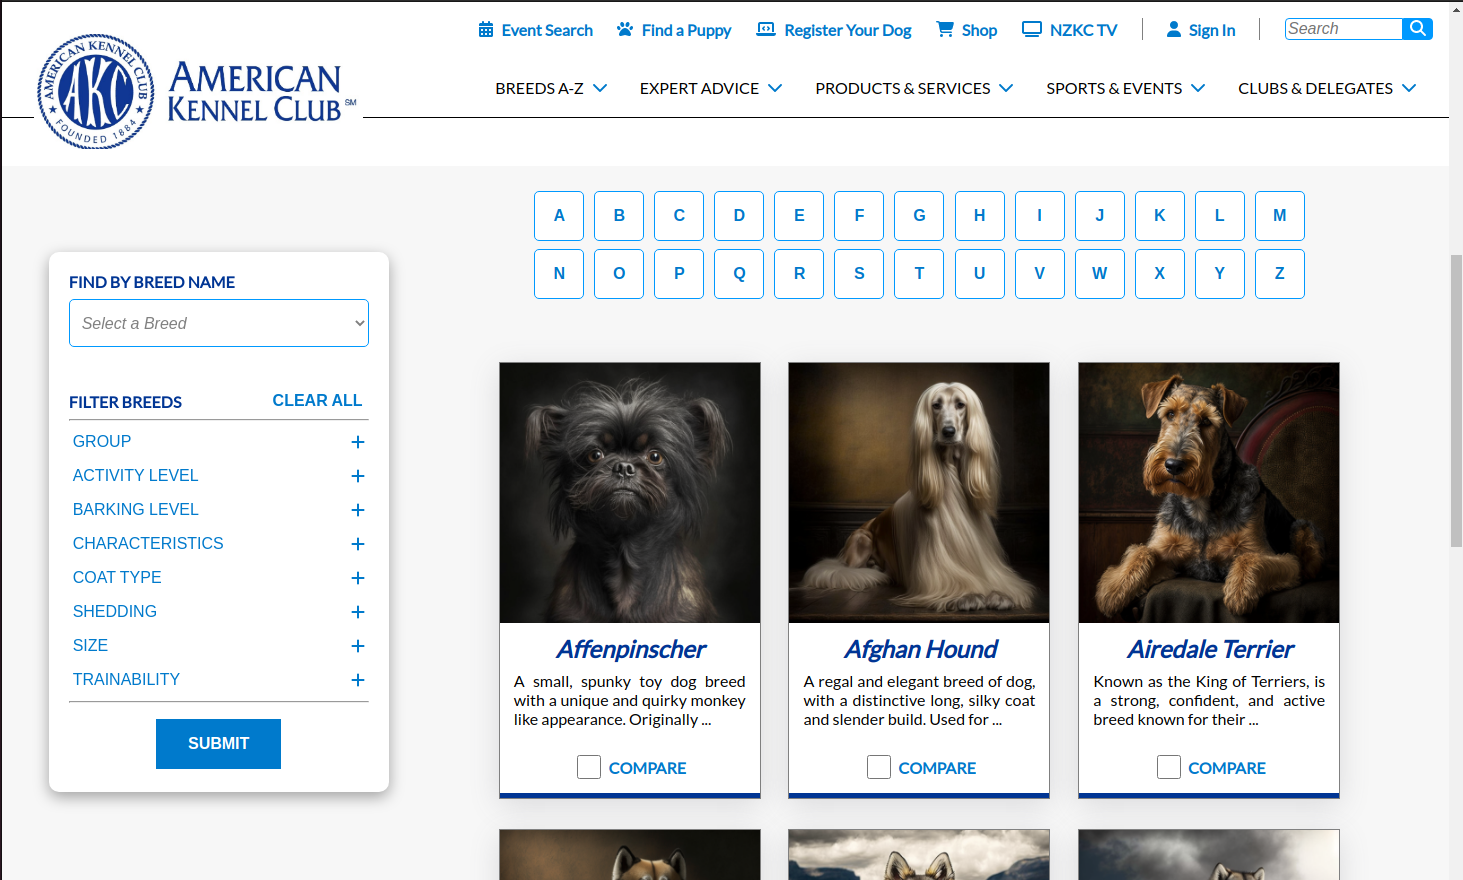 Event Search Find a Puppy Register Your Dog Shop NZKC TV Sign In Search
AMERICAN KENNEL CLUB
AKC
FOUNDED 1884
AMERICAN
KENNEL CLUB SM
BREEDS A-Z EXPERT ADVICE PRODUCTS & SERVICES SPORTS & EVENTS CLUBS & DELEGATES
A B C D E F G H I J K L M
N O P Q R S T U V W X Y Z
FIND BY BREED NAME
Select a Breed
FILTER BREEDS CLEAR ALL
GROUP +
ACTIVITY LEVEL +
BARKING LEVEL +
CHARACTERISTICS +
COAT TYPE +
SHEDDING +
SIZE +
TRAINABILITY +
SUBMIT
Affenpinscher
A small, spunky toy dog breed
with a unique and quirky monkey
like appearance. Originally ...
COMPARE
Afghan Hound
A regal and elegant breed of dog,
with a distinctive long, silky coat
and slender build. Used for ...
COMPARE
Airedale Terrier
Known as the King of Terriers, is
a strong, confident, and active
breed known for their ...
COMPARE